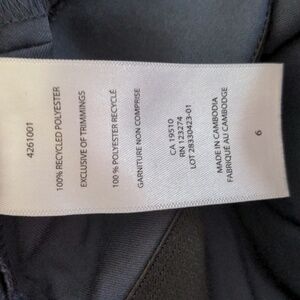 4261001
100% RECYCLED POLYESTER
EXCLUSIVE OF TRIMMINGS
100 % POLYESTER RECYCLÉ
GARNITURE NON COMPRISE
CA 19510
RN 123274
LOT 28330423-01
MADE IN CAMBODIA
FABRIQUÉ AU CAMBODGE
6